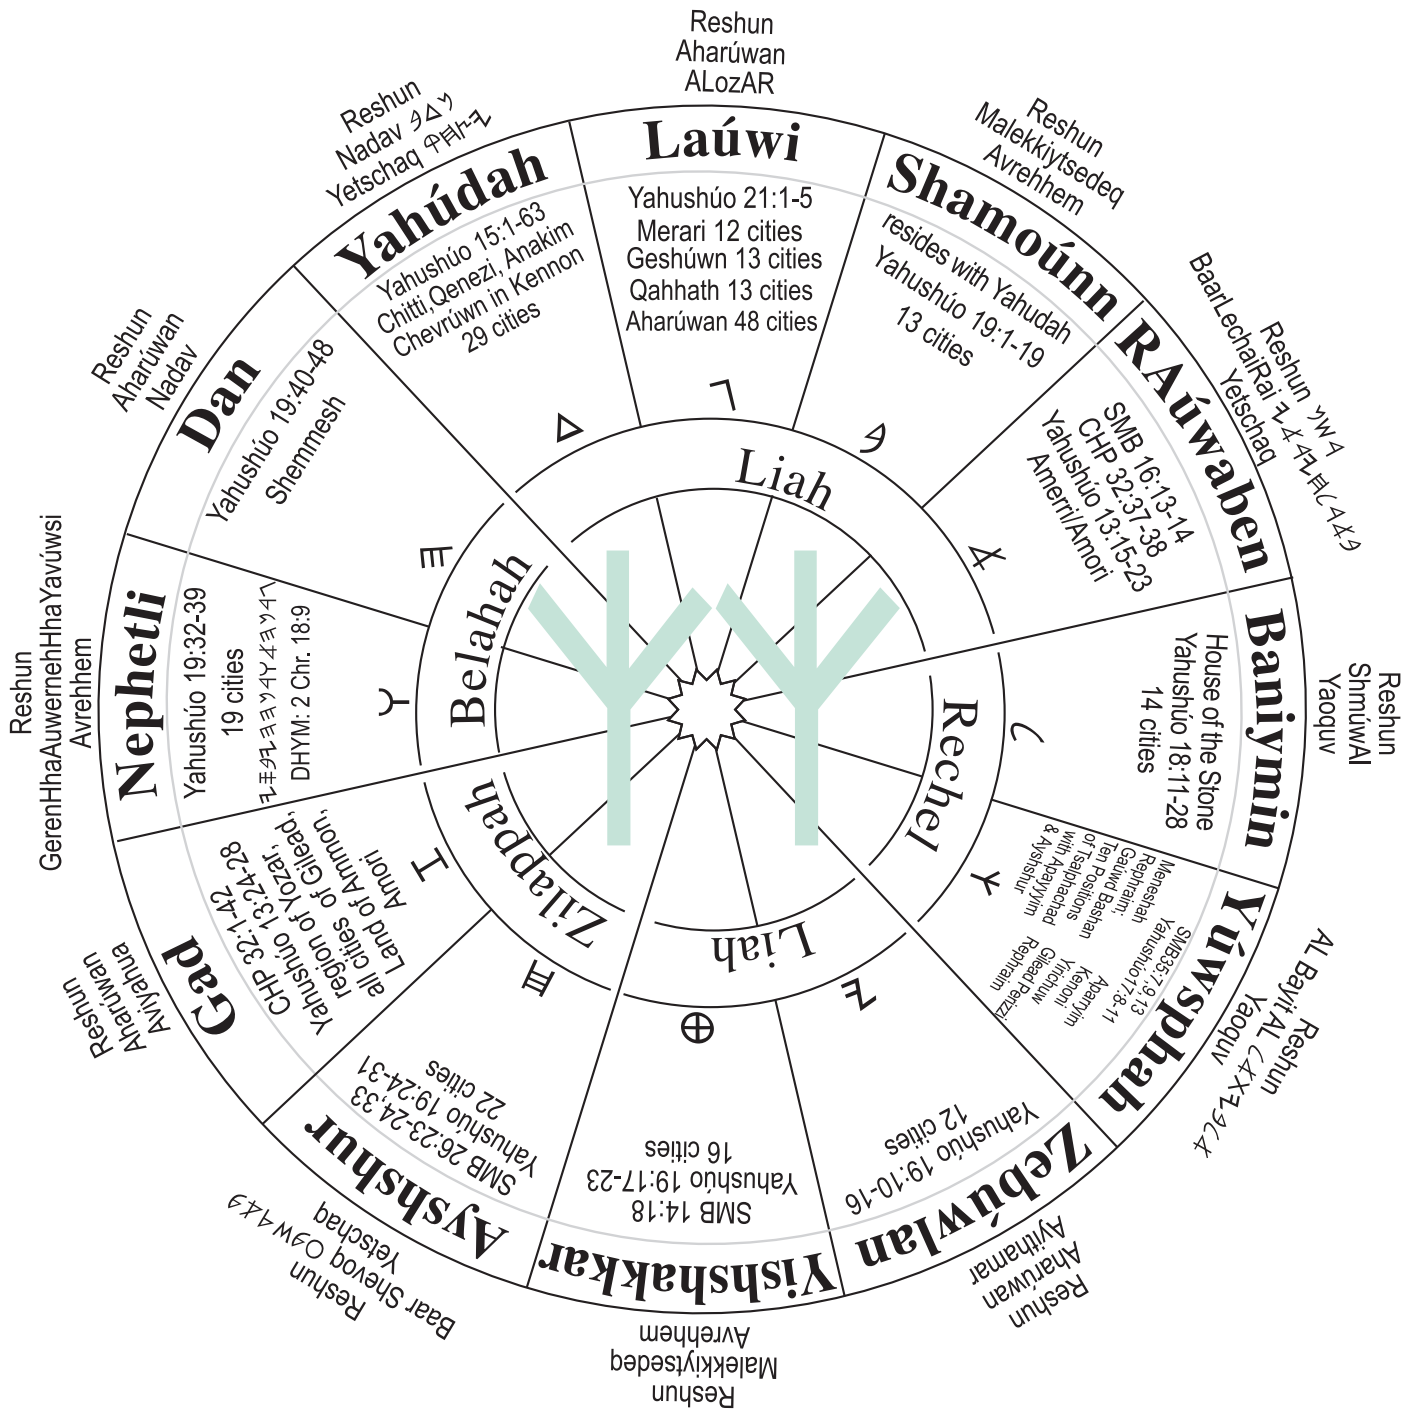 Reshun
Aharúwan
ALozAR
Laúwi
Yahushúo 21:1-5
Merari 12 cities
Geshúwn 13 cities
Qahhath 13 cities
Aharúwan 48 cities
Reshun
Malekkiytsedeq
Avrehhem
Shamoúnn
resides with Yahudah
Yahushúo 19:1-19
13 cities
Reshun 𐤍𐤔𐤓
BaarLechaiRai
Yetschaq
RAúwaben
SMB 16:13-14
CHP 32:37-38
Yahushúo 13:15-23
Amerri/Amori
Reshun
ShmúwAl
Yaoquv
Baniymin
House of the Stone
Yahushúo 18:11-28
14 cities
Reshun
AL Bayit AL
Yaoquv
Yúwsphah
SMB35:7,9,13
Yahushúo17:8-11
Meneshah
Rephraim;
Gaúwd Bashan
Ten Positions
of Tsalphachad
with Apayyim
& Ayshur
Aparyim
Kenoni
Yirichuw
Gilead Perizzi
Rephraim
Reshun
Aharúwan
Ayithamar
Zebúwlan
Yahushúo 19:10-16
12 cities
Reshun
Malekkiytsedeq
Avrehhem
Yishshakkar
SMB 14:18
Yahushúo 19:17-23
16 cities
Reshun
Baar Shevoq
Yetschaq
Ayshshur
SMB 26:23-24,33
Yahushúo 19:24-31
22 cities
Reshun
Aharúwan
Aviyahua
Gad
CHP 32:1-42
Yahushúo 13:24-28
region of Yozar,
all cities of Gilead,
Land of Ammon,
Amori
Reshun
GerenHhaAuwernehHhaYavúwsi
Avrehhem
Nephetli
Yahushúo 19:32-39
19 cities
DHYM: 2 Chr. 18:9
Reshun
Aharúwan
Nadav
Dan
Yahushúo 19:40-48
Shemmesh
Reshun
Nadav 𐤍𐤃𐤁
Yetschaq
Yahúdah
Yahushúo 15:1-63
Chitti,Qenezi, Anakim
Chevrúwn in Kennon
29 cities
Liah
Rechel
Liah
Zilappah
Belahah